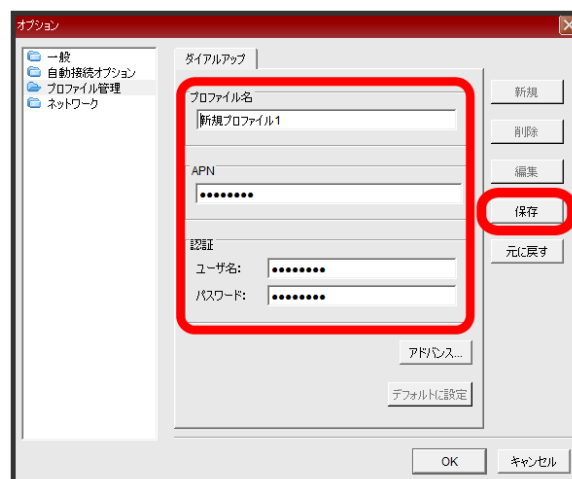 オプション
一般
自動接続オプション
プロファイル管理
ネットワーク
ダイアルアップ
プロファイル名
新規プロファイル1
APN
●●●●●●●●
認証
ユーザ名: ●●●●●●●●
パスワード: ●●●●●●●●
アドバンス...
デフォルトに設定
新規
削除
編集
保存
元に戻す
OK
キャンセル